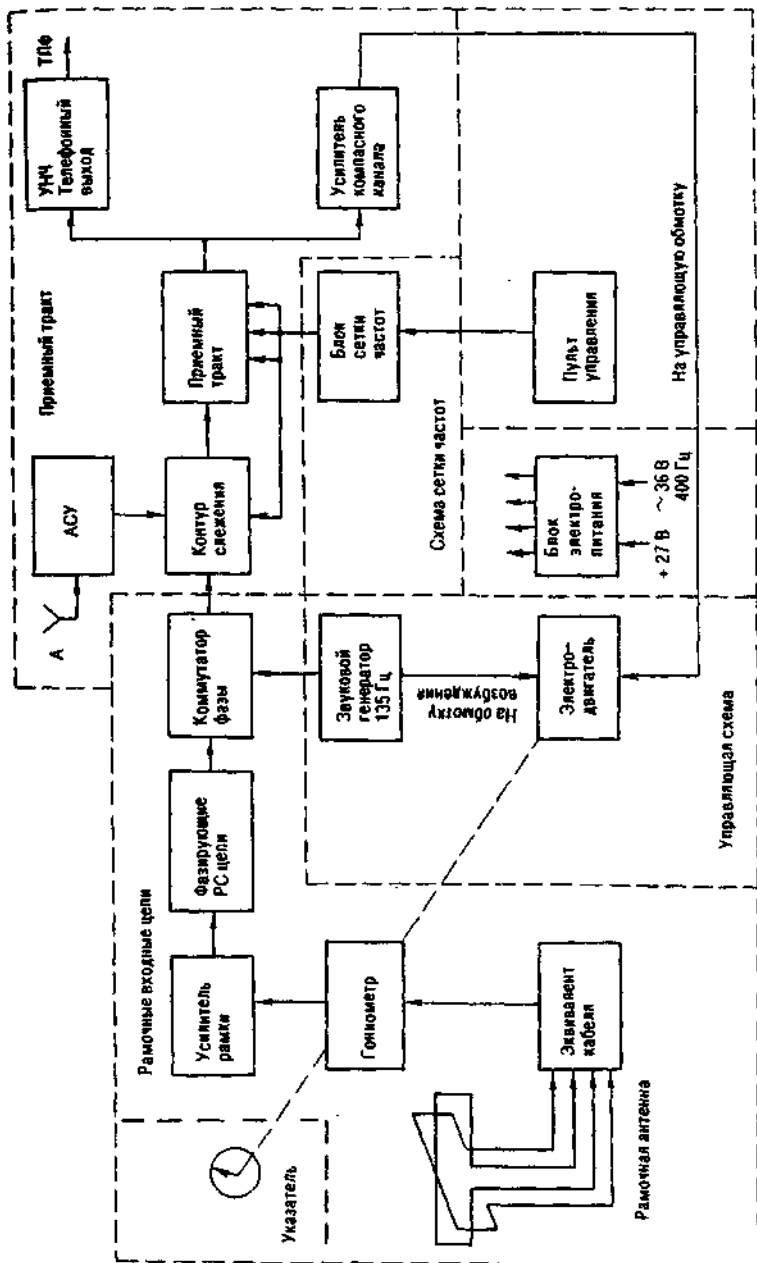 Указатель
Рамочные входные цепи
Усилитель
рамки
Фазирующие
РС цепи
Коммутатор
фазы
Контур
слежения
Приемный
тракт
А
АСУ
Приемный тракт
УНЧ
Телефонный
выход
ТЛФ
Усилитель
компасного
канала
Гониометр
Звуковой
генератор
135 Гц
На обмотку
возбуждения
Схема сетки частот
Блок
сетки
частот
Рамочная антенна
Эквивалент
кабеля
Управляющая схема
Электро-
двигатель
Блок
электро-
питания
+ 27 В
~ 36 В
400 Гц
Пульт
управления
На управляющую обмотку